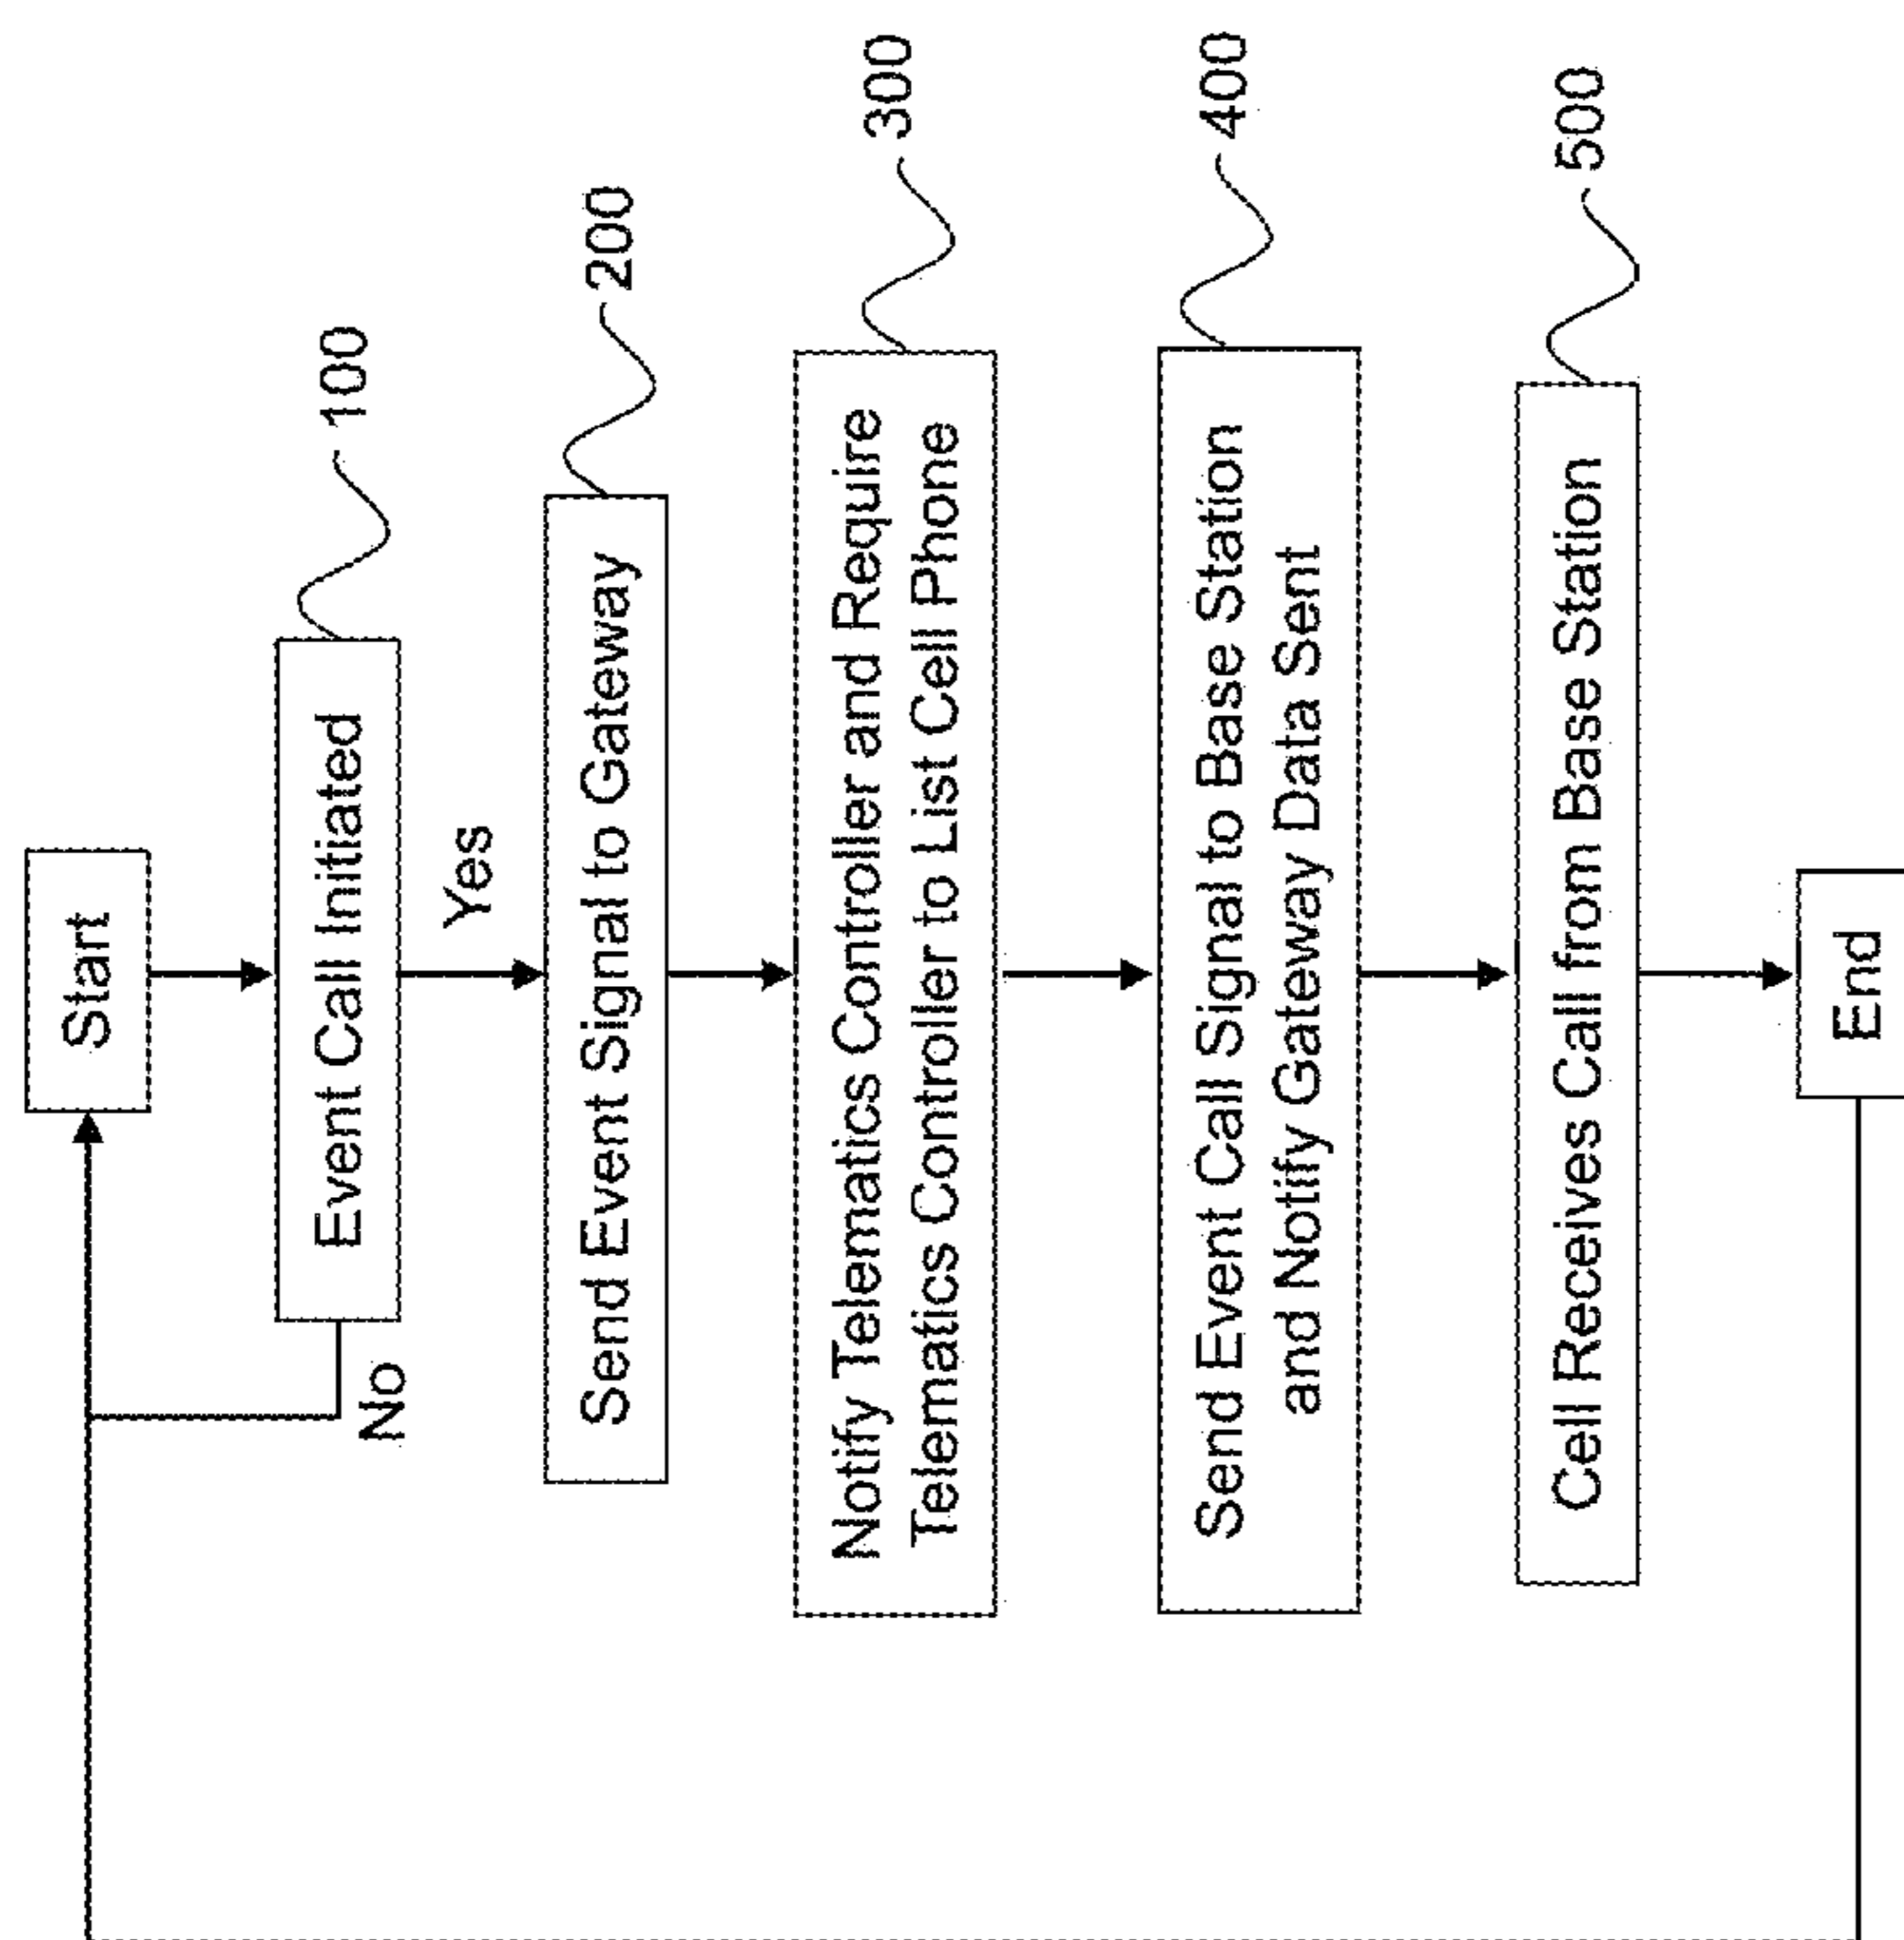 Start
Event Call Initiated
100
No
Yes
Send Event Signal to Gateway
200
Notify Telematics Controller and Require
Telematics Controller to List Cell Phone
300
Send Event Call Signal to Base Station
and Notify Gateway Data Sent
400
Cell Receives Call from Base Station
500
End